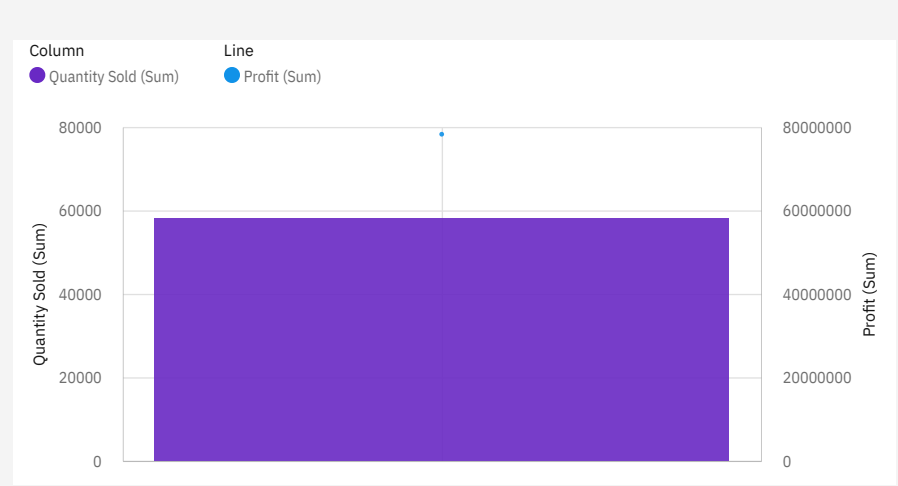 Column
Line
Quantity Sold (Sum)
Profit (Sum)
80000
60000
40000
20000
0
Quantity Sold (Sum)
80000000
60000000
40000000
20000000
0
Profit (Sum)